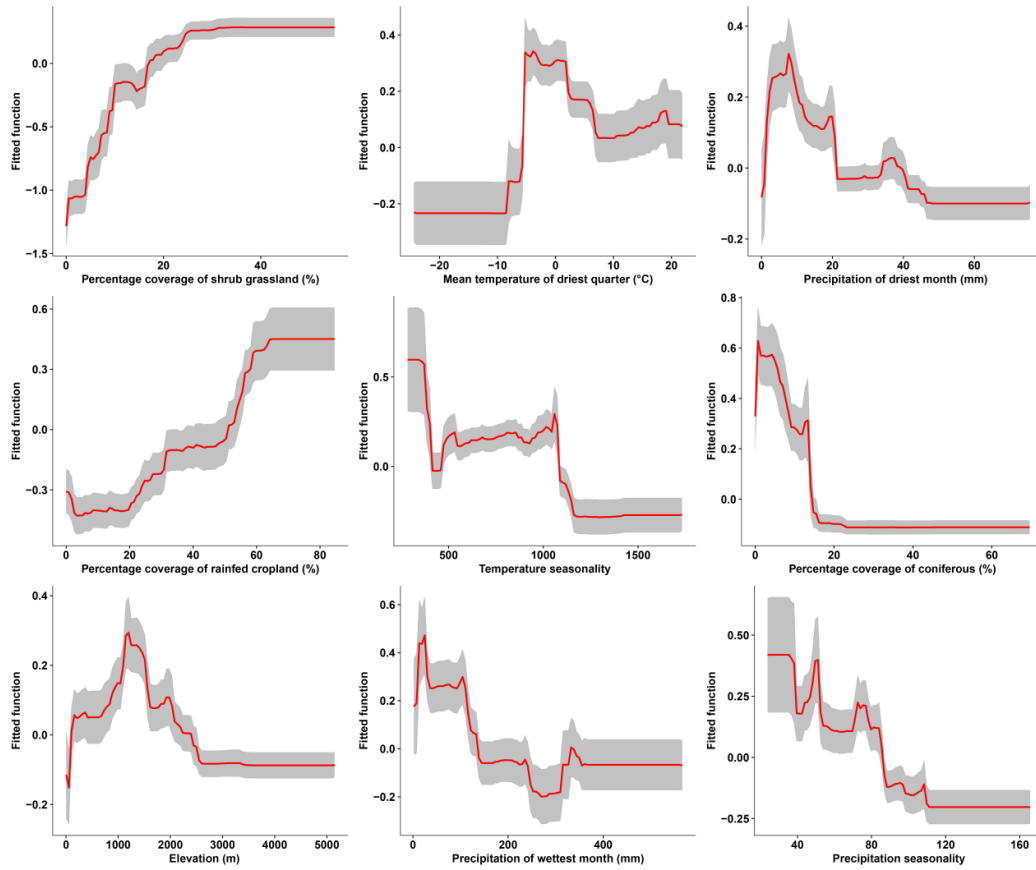 Fitted function
0.0
−0.5
−1.0
−1.5
0 20 40
Percentage coverage of shrub grassland (%)
Fitted function
0.4
0.2
0.0
−0.2
−20 −10 0 10 20
Mean temperature of driest quarter (°C)
Fitted function
0.4
0.2
0.0
−0.2
0 20 40 60
Precipitation of driest month (mm)
Fitted function
0.6
0.3
0.0
−0.3
0 20 40 60 80
Percentage coverage of rainfed cropland (%)
Fitted function
0.5
0.0
500 1000 1500
Temperature seasonality
Fitted function
0.6
0.4
0.2
0.0
0 20 40 60
Percentage coverage of coniferous (%)
Fitted function
0.4
0.2
0.0
−0.2
0 1000 2000 3000 4000 5000
Elevation (m)
Fitted function
0.6
0.4
0.2
0.0
−0.2
0 200 400
Precipitation of wettest month (mm)
Fitted function
0.50
0.25
0.00
−0.25
40 80 120 160
Precipitation seasonality